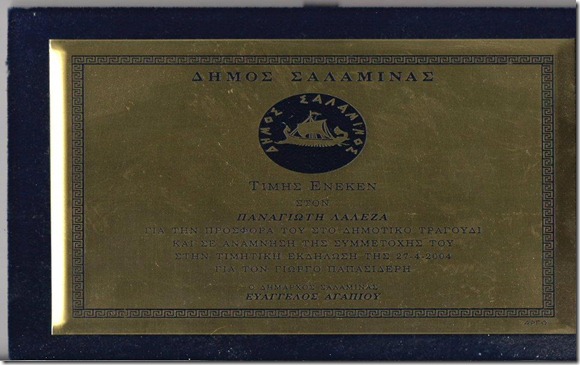 ΔΗΜΟΣ ΣΑΛΑΜΙΝΑΣ
ΔΗΜΟΣ ΣΑΛΑΜΙΝΟΣ
ΤΙΜΗΣ ΕΝΕΚΕΝ
ΣΤΟΝ
ΠΑΝΑΓΙΩΤΗ ΛΑΛΕΖΑ
ΓΙΑ ΤΗΝ ΠΡΟΣΦΟΡΑ ΤΟΥ ΣΤΟ ΔΗΜΟΤΙΚΟ ΤΡΑΓΟΥΔΙ
ΚΑΙ ΣΕ ΑΝΑΜΝΗΣΗ ΤΗΣ ΣΥΜΜΕΤΟΧΗΣ ΤΟΥ
ΣΤΗΝ ΤΙΜΗΤΙΚΗ ΕΚΔΗΛΩΣΗ ΤΗΣ 27-4-2004
ΓΙΑ ΤΟΝ ΓΙΩΡΓΟ ΠΑΠΑΣΙΔΕΡΗ
Ο ΔΗΜΑΡΧΟΣ ΣΑΛΑΜΙΝΑΣ
ΕΥΑΓΓΕΛΟΣ ΑΓΑΠΙΟΥ